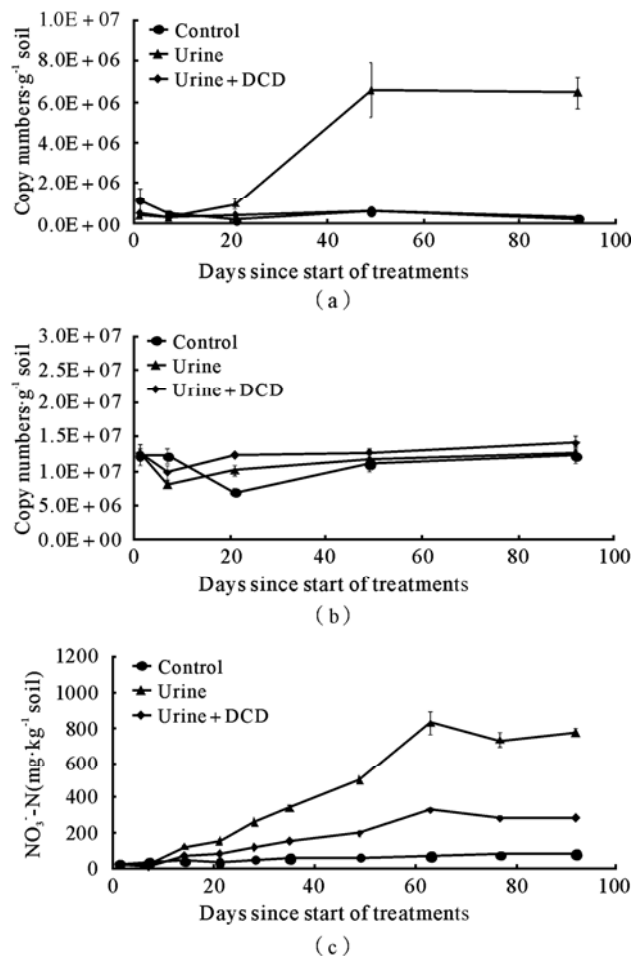 1.0E+07
8.0E+06
6.0E+06
4.0E+06
2.0E+06
0.0E+00
Copy numbers·g⁻¹ soil
Control
Urine
Urine+DCD
0 20 40 60 80 100
Days since start of treatments
(a)
3.0E+07
2.5E+07
2.0E+07
1.5E+07
1.0E+07
5.0E+06
0.0E+00
Copy numbers·g⁻¹ soil
Control
Urine
Urine+DCD
0 20 40 60 80 100
Days since start of treatments
(b)
1200
1000
800
600
400
200
0
NO₃⁻-N(mg·kg⁻¹ soil)
Control
Urine
Urine+DCD
0 20 40 60 80 100
Days since start of treatments
(c)